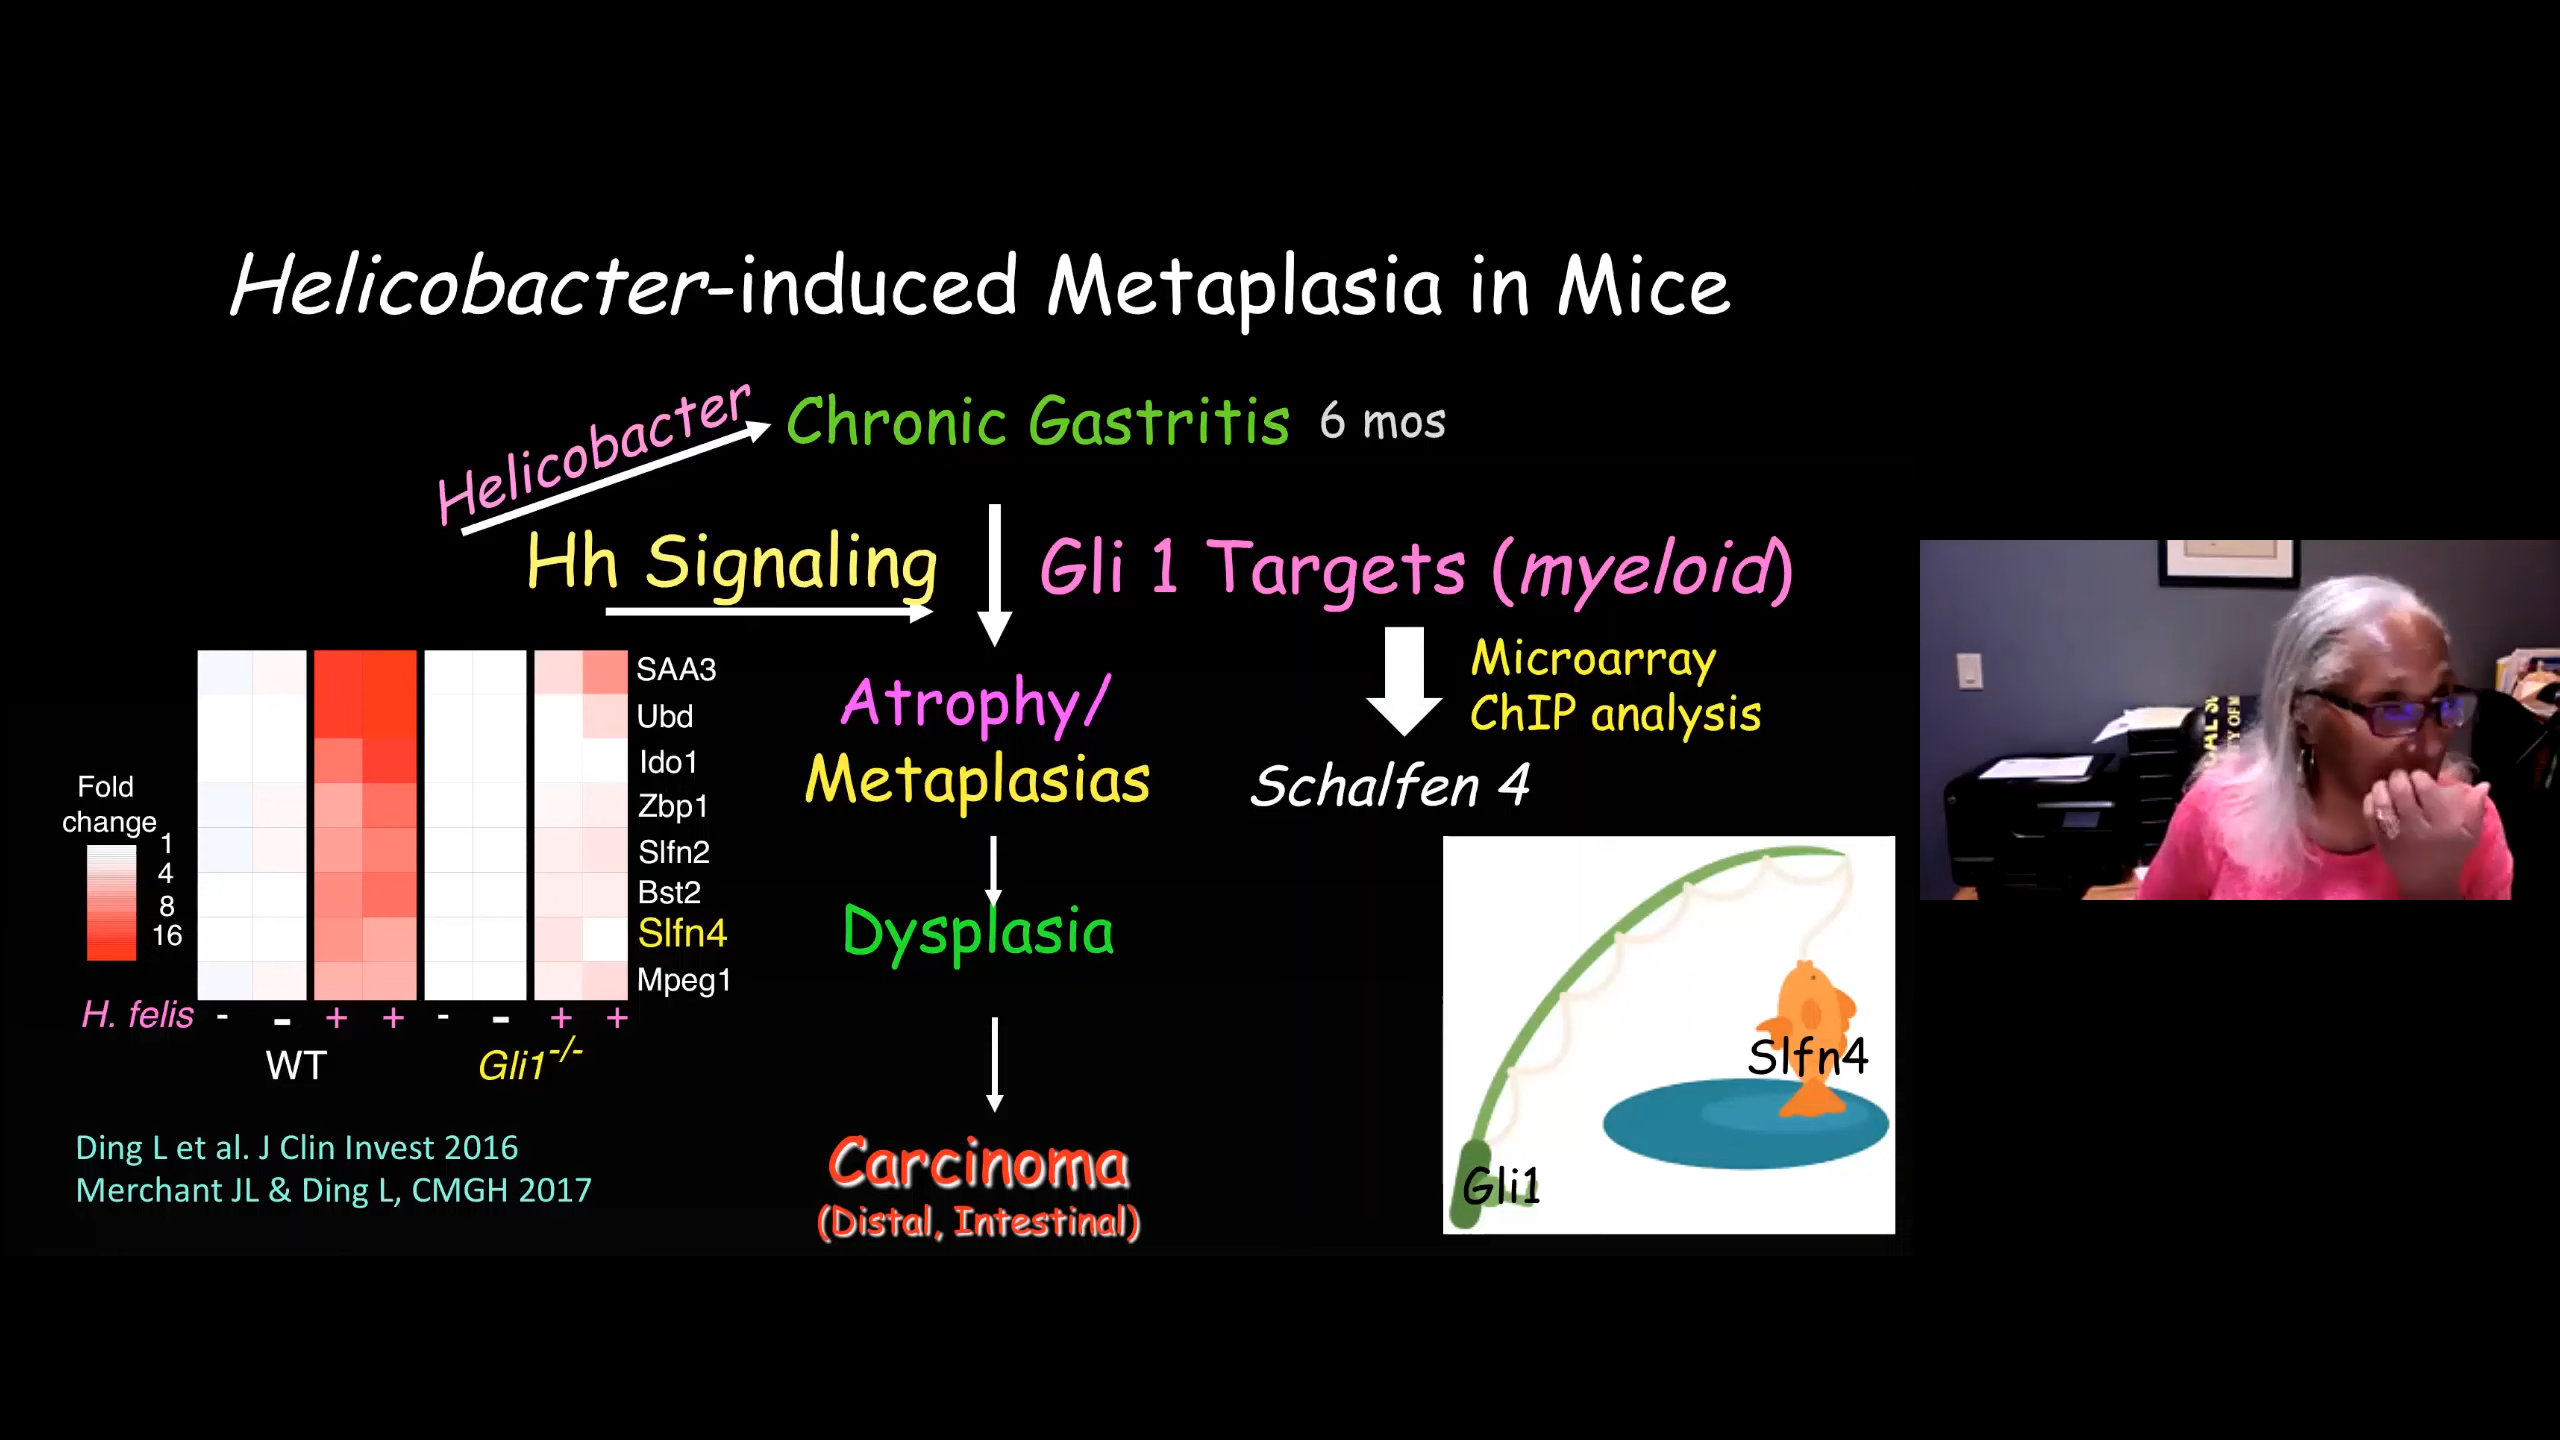 Helicobacter-induced Metaplasia in Mice
Helicobacter
Chronic Gastritis 6 mos
Hh Signaling
Gli 1 Targets (myeloid)
Microarray
ChIP analysis
Atrophy/
Metaplasias
Schalfen 4
Dysplasia
Carcinoma
(Distal, Intestinal)
SAA3
Ubd
Ido1
Zbp1
Slfn2
Bst2
Slfn4
Mpeg1
Fold
change
1
4
8
16
H. felis - - + + - - + +
WT Gli1-/-
Ding L et al. J Clin Invest 2016
Merchant JL & Ding L, CMGH 2017
Slfn4
Gli1